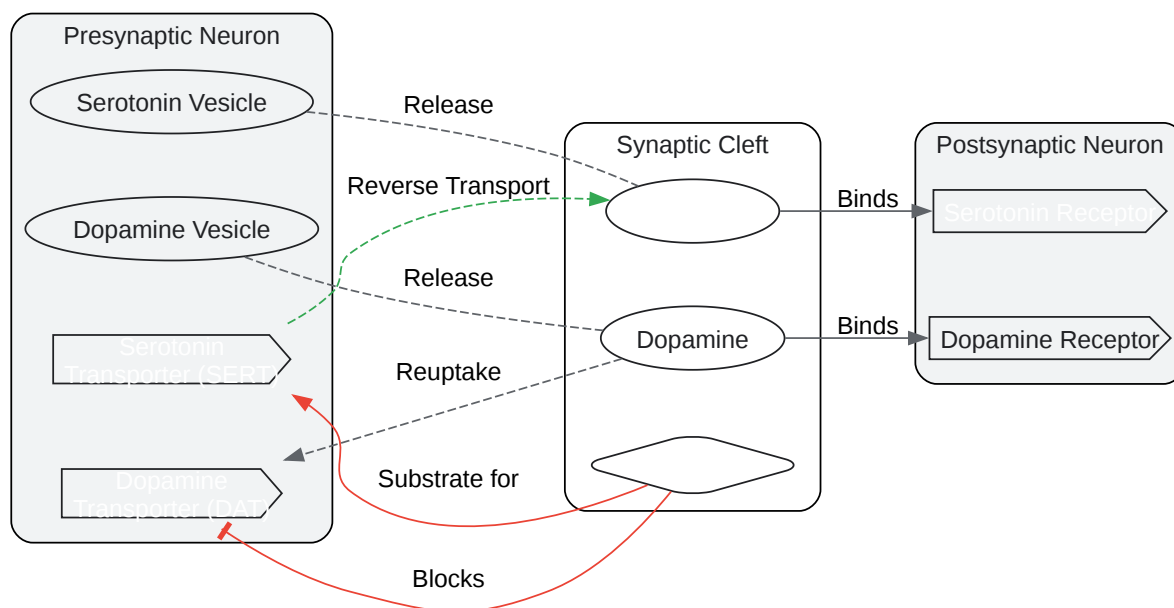 Presynaptic Neuron
Serotonin Vesicle
Dopamine Vesicle
Serotonin
Transporter (SERT)
Dopamine
Transporter (DAT)
Release
Reverse Transport
Release
Reuptake
Substrate for
Blocks
Synaptic Cleft
Dopamine
Binds
Binds
Postsynaptic Neuron
Serotonin Receptor
Dopamine Receptor